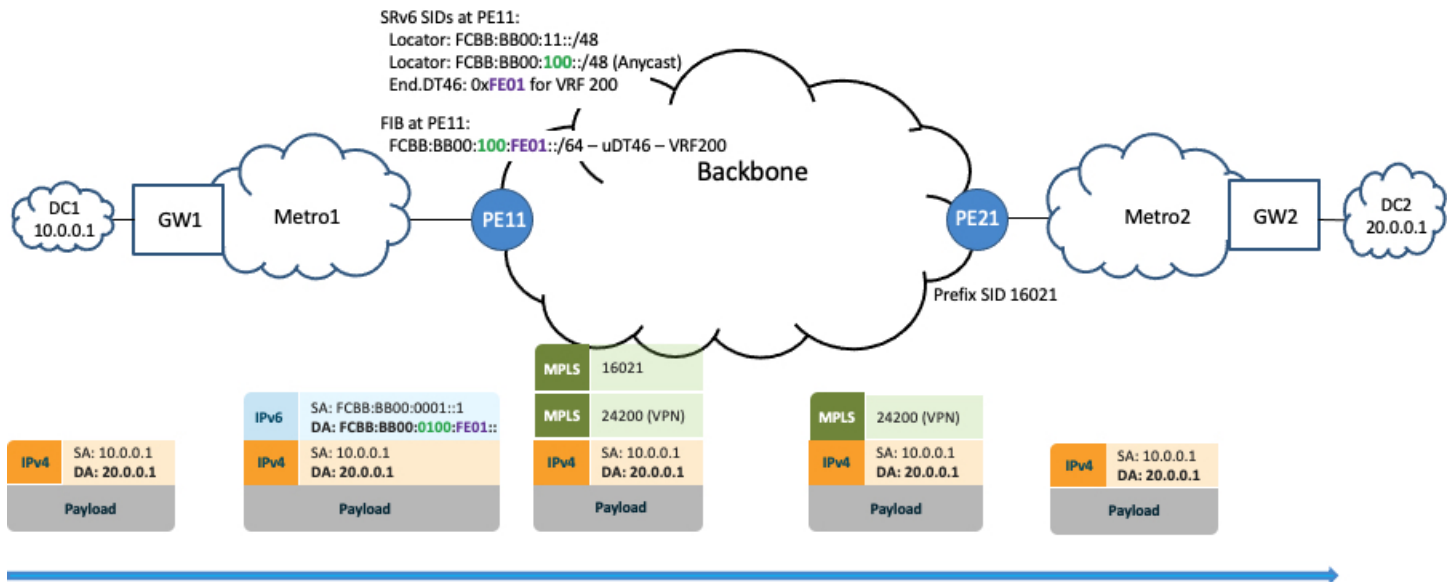 SRv6 SIDs at PE11:
Locator: FCBB:BB00:11::/48
Locator: FCBB:BB00:100::/48 (Anycast)
End.DT46: 0xFE01 for VRF 200
FIB at PE11:
FCBB:BB00:100:FE01::/64 – uDT46 – VRF200
Backbone
DC1
10.0.0.1
GW1
Metro1
PE11
PE21
Metro2
GW2
DC2
20.0.0.1
Prefix SID 16021
IPv4
SA: 10.0.0.1
DA: 20.0.0.1
Payload
IPv6
SA: FCBB:BB00:0001::1
DA: FCBB:BB00:0100:FE01::
IPv4
SA: 10.0.0.1
DA: 20.0.0.1
Payload
MPLS
16021
MPLS
24200 (VPN)
IPv4
SA: 10.0.0.1
DA: 20.0.0.1
Payload
MPLS
24200 (VPN)
IPv4
SA: 10.0.0.1
DA: 20.0.0.1
Payload
IPv4
SA: 10.0.0.1
DA: 20.0.0.1
Payload